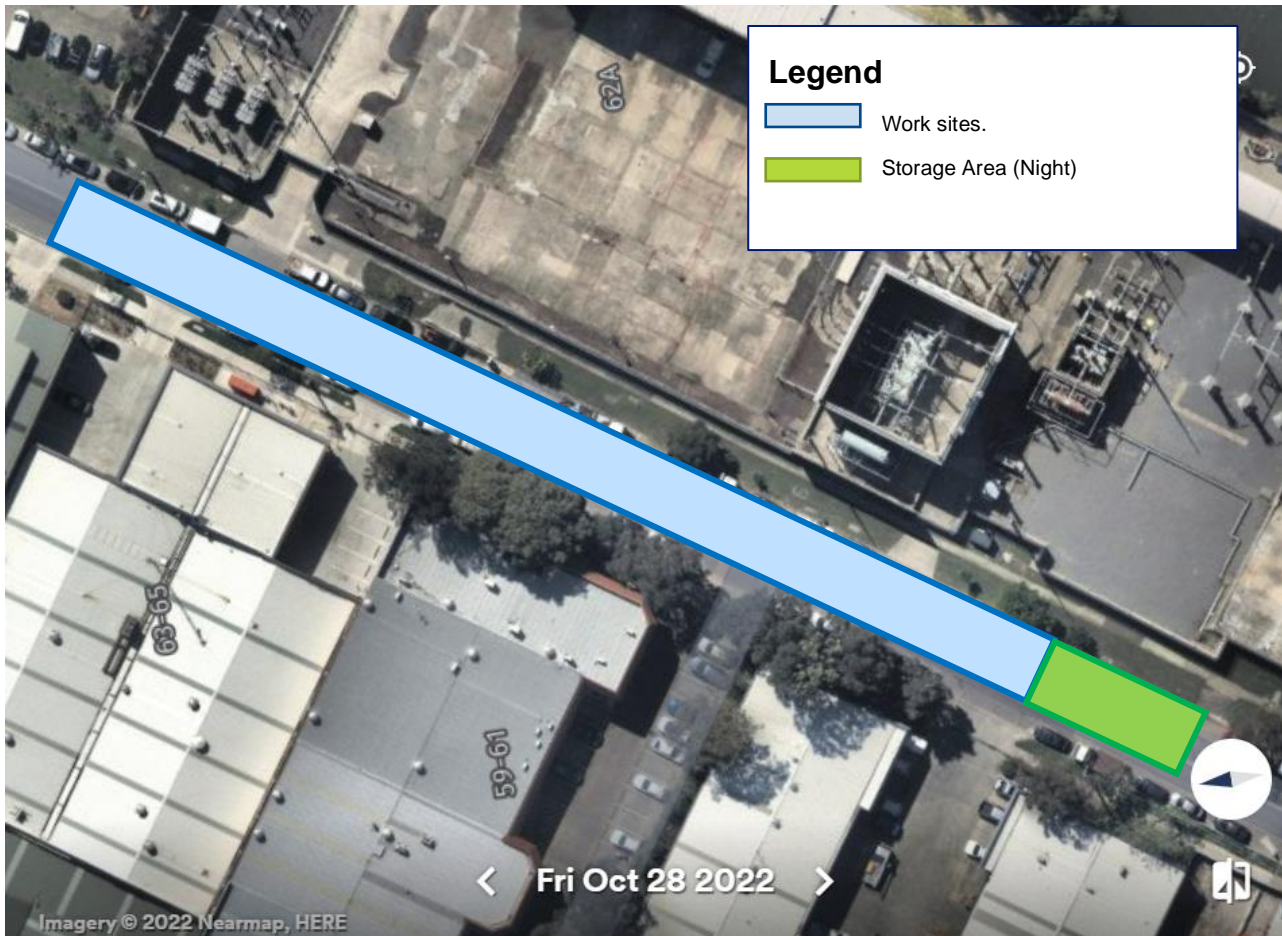 62A
Legend
Work sites.
Storage Area (Night)
63-65
59-61
Fri Oct 28 2022
Imagery © 2022 Nearmap, HERE